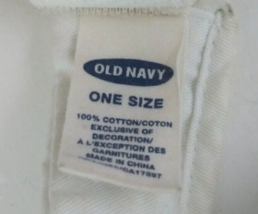 OLD NAVY
ONE SIZE
100% COTTON/COTON
EXCLUSIVE OF
DECORATION/
À L'EXCEPTION DES
GARNITURES
MADE IN CHINA